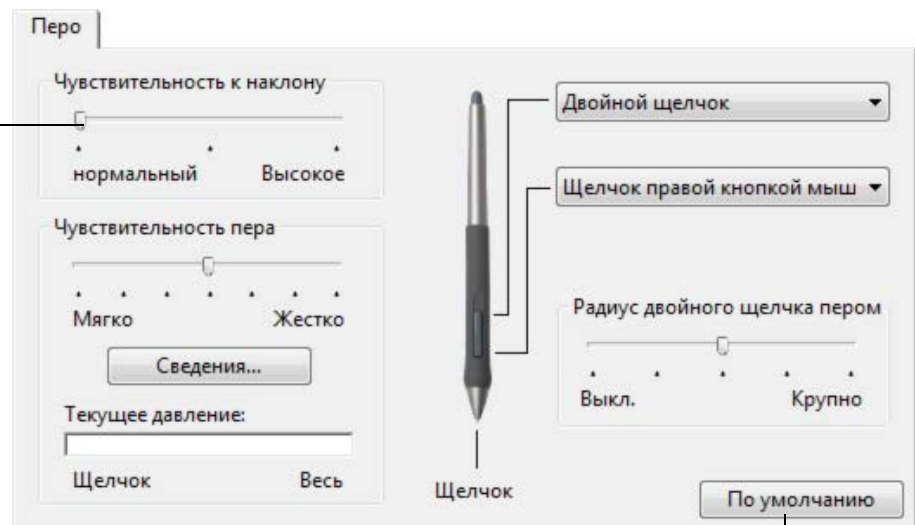 Перо
Чувствительность к наклону
нормальный Высокое
Чувствительность пера
Мягко Жестко
Сведения...
Текущее давление:
Щелчок Весь
Щелчок
Двойной щелчок
Щелчок правой кнопкой мыш
Радиус двойного щелчка пером
Выкл. Крупно
По умолчанию